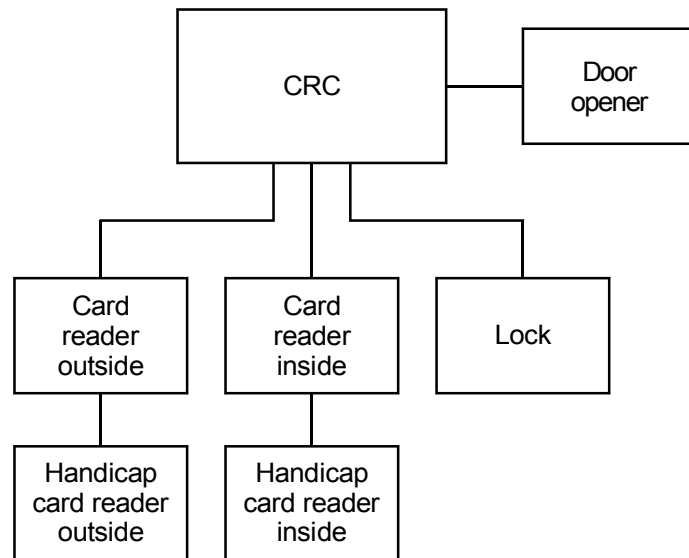 CRC
Door
opener
Card
reader
outside
Card
reader
inside
Lock
Handicap
card reader
outside
Handicap
card reader
inside